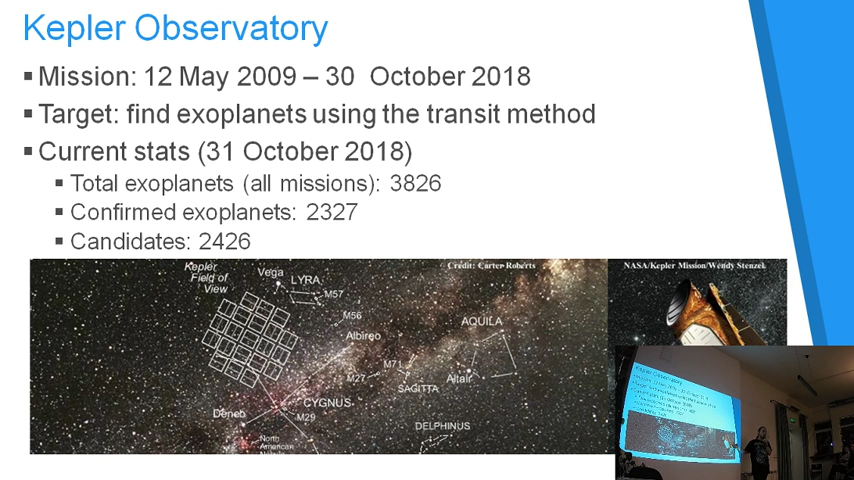 Kepler Observatory
▪ Mission: 12 May 2009 – 30 October 2018
▪ Target: find exoplanets using the transit method
▪ Current stats (31 October 2018)
▪ Total exoplanets (all missions): 3826
▪ Confirmed exoplanets: 2327
▪ Candidates: 2426
Kepler
Field of
View
Vega
LYRA
M57
Credit: Carter Roberts
NASA/Kepler Mission/Wendy Stenzel
M56
AQUILA
Albireo
M71
M27
Altair
SAGITTA
CYGNUS
Deneb
M29
DELPHINUS
North
American
Kepler Observatory